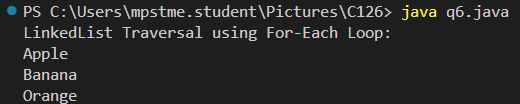 PS C:\Users\mpstme.student\Pictures\C126> java q6.java
LinkedList Traversal using For-Each Loop:
Apple
Banana
Orange